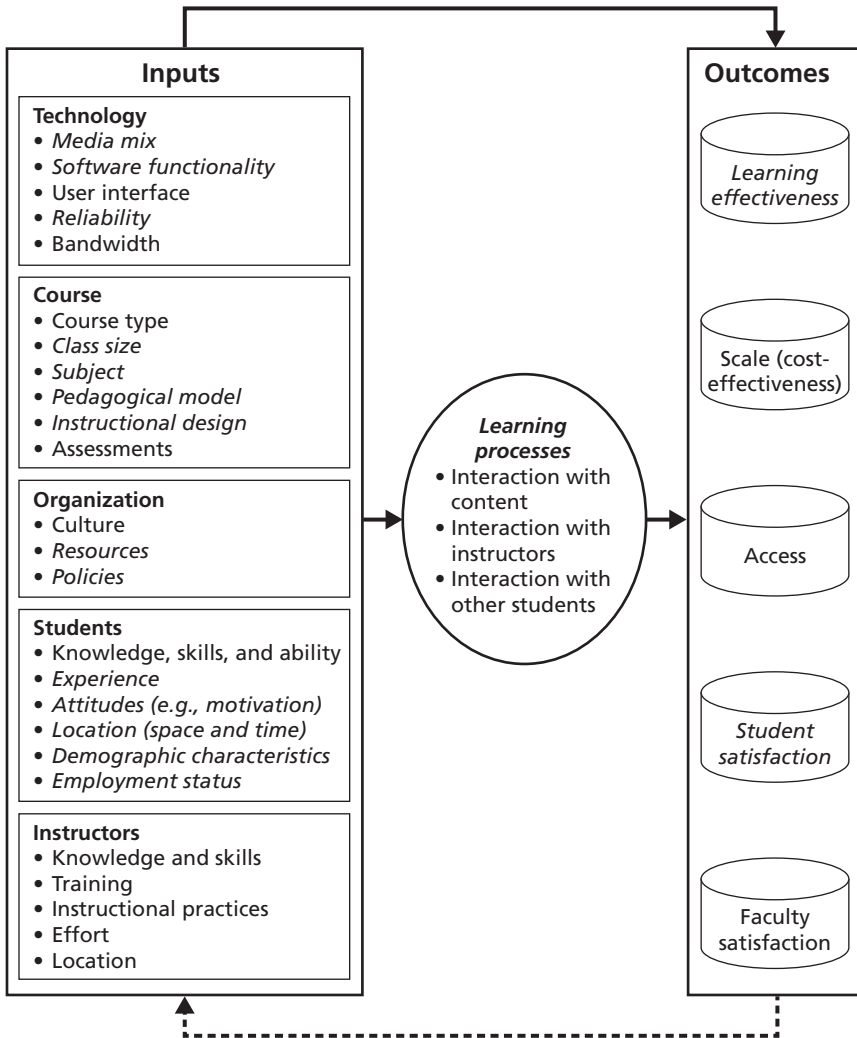 Inputs
Technology
• Media mix
• Software functionality
• User interface
• Reliability
• Bandwidth
Course
• Course type
• Class size
• Subject
• Pedagogical model
• Instructional design
• Assessments
Organization
• Culture
• Resources
• Policies
Students
• Knowledge, skills, and ability
• Experience
• Attitudes (e.g., motivation)
• Location (space and time)
• Demographic characteristics
• Employment status
Instructors
• Knowledge and skills
• Training
• Instructional practices
• Effort
• Location
Learning
processes
• Interaction with
content
• Interaction with
instructors
• Interaction with
other students
Outcomes
Learning
effectiveness
Scale (cost-
effectiveness)
Access
Student
satisfaction
Faculty
satisfaction